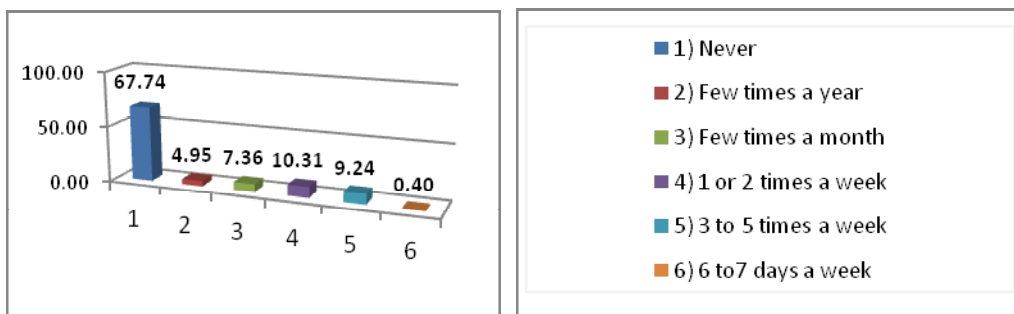 100.00
50.00
0.00
67.74
4.95 7.36 10.31 9.24 0.40
1 2 3 4 5 6
1) Never
2) Few times a year
3) Few times a month
4) 1 or 2 times a week
5) 3 to 5 times a week
6) 6 to7 days a week